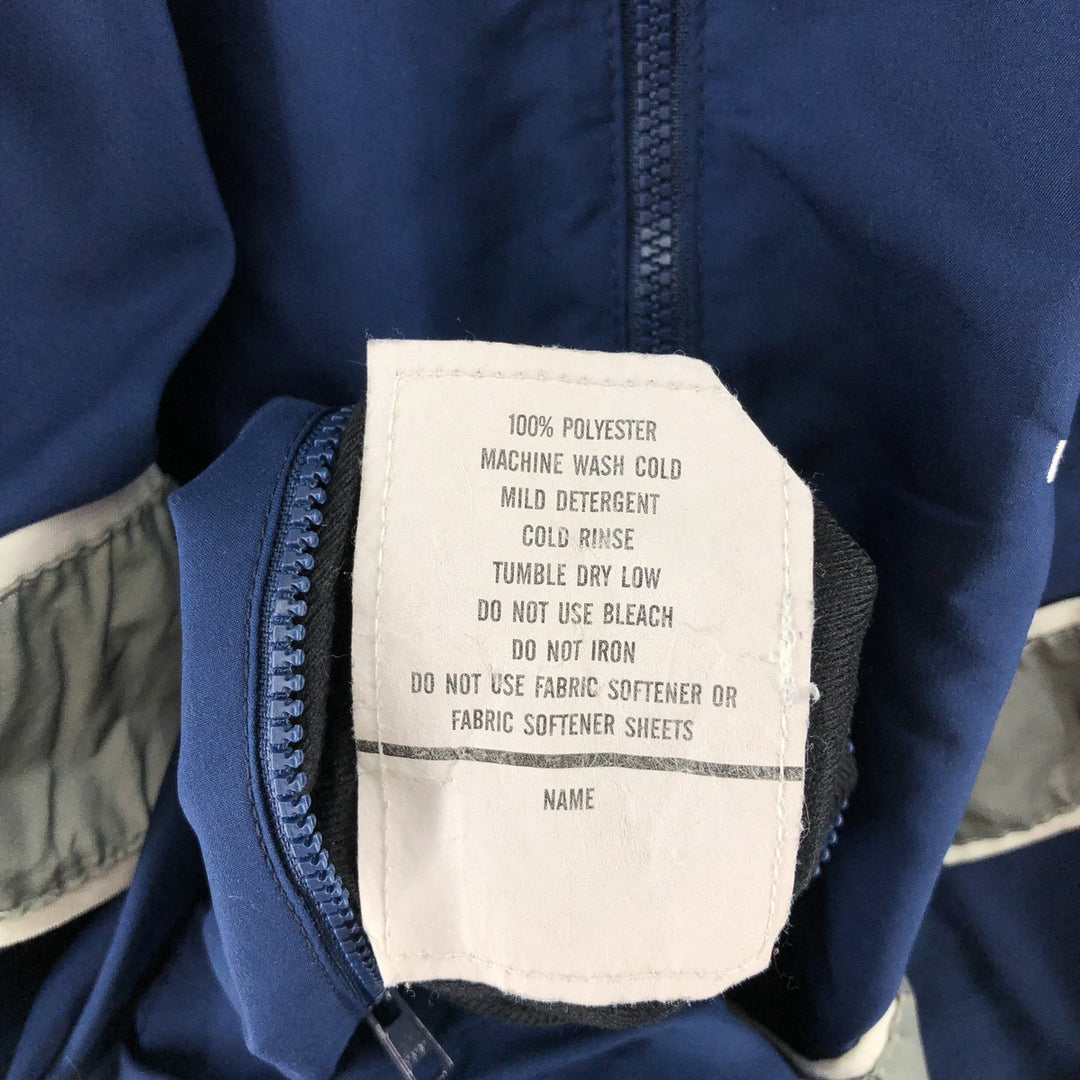 100% POLYESTER
MACHINE WASH COLD
MILD DETERGENT
COLD RINSE
TUMBLE DRY LOW
DO NOT USE BLEACH
DO NOT IRON
DO NOT USE FABRIC SOFTENER OR
FABRIC SOFTENER SHEETS
NAME